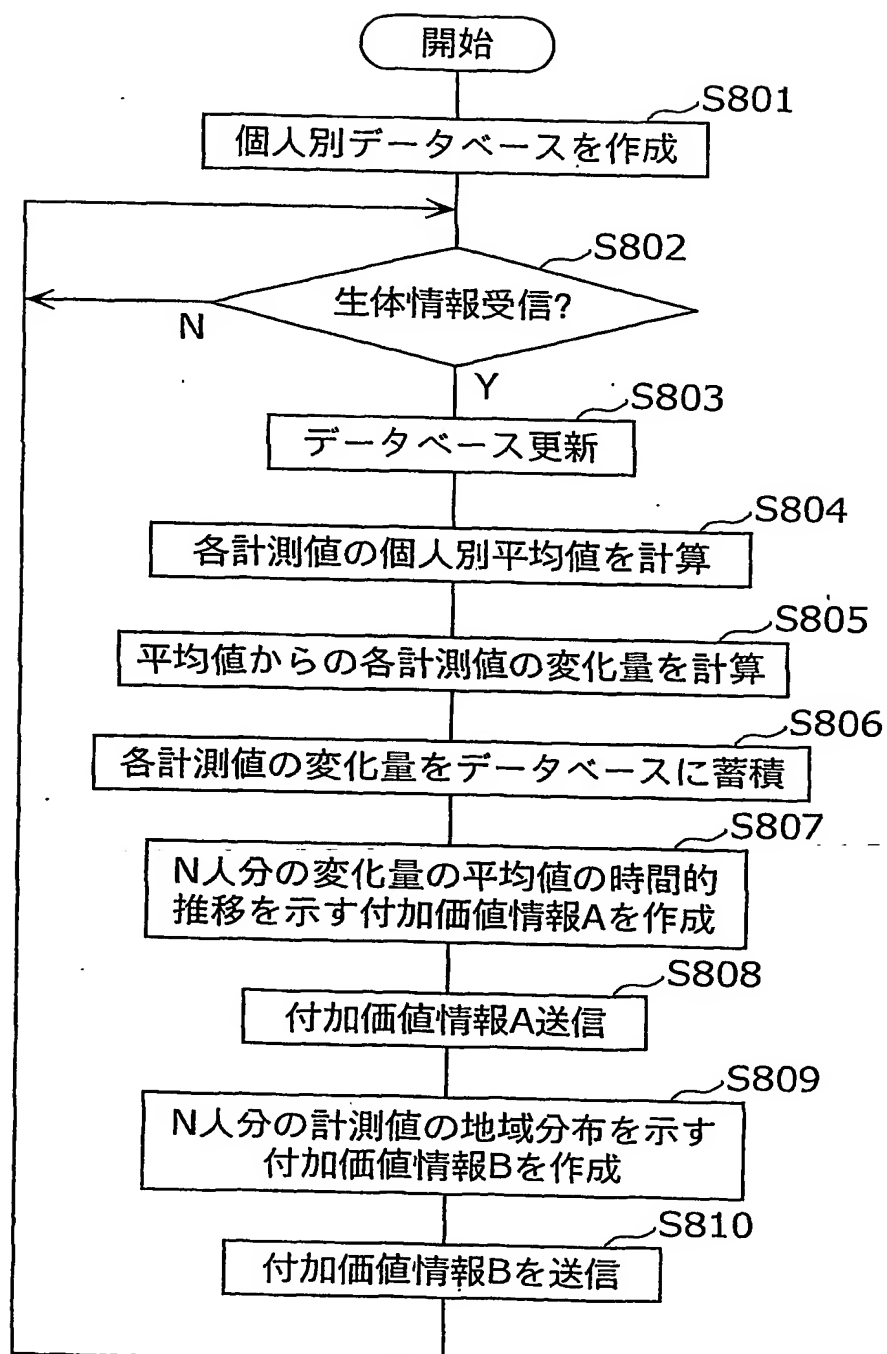 開始
S801
個人別データベースを作成
S802
生体情報受信?
N
Y
S803
データベース更新
S804
各計測値の個人別平均値を計算
S805
平均値からの各計測値の変化量を計算
S806
各計測値の変化量をデータベースに蓄積
S807
N人分の変化量の平均値の時間的
推移を示す付加価値情報Aを作成
S808
付加価値情報A送信
S809
N人分の計測値の地域分布を示す
付加価値情報Bを作成
S810
付加価値情報Bを送信